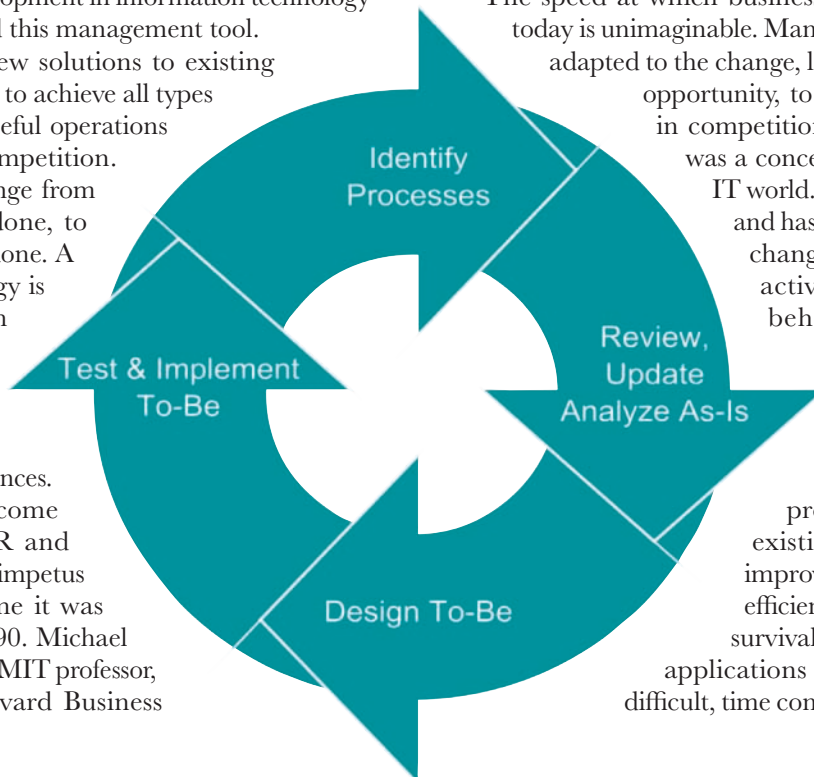 opment in information technology
this management tool.
ew solutions to existing
to achieve all types
eful operations
mpetition.
nge from
lone, to
one. A
gy is
n
nces.
come
R and
impetus
ne it was
90. Michael
MIT professor,
vard Business
Identify
Processes
Review,
Update
Analyze As-Is
Design To-Be
Test & Implement
To-Be
The speed at which busines
today is unimaginable. Man
adapted to the change, l
opportunity, to
in competition
was a conce
IT world.
and has
chang
activ
beh
pro
existi
improv
efficien
survival
applications
difficult, time con